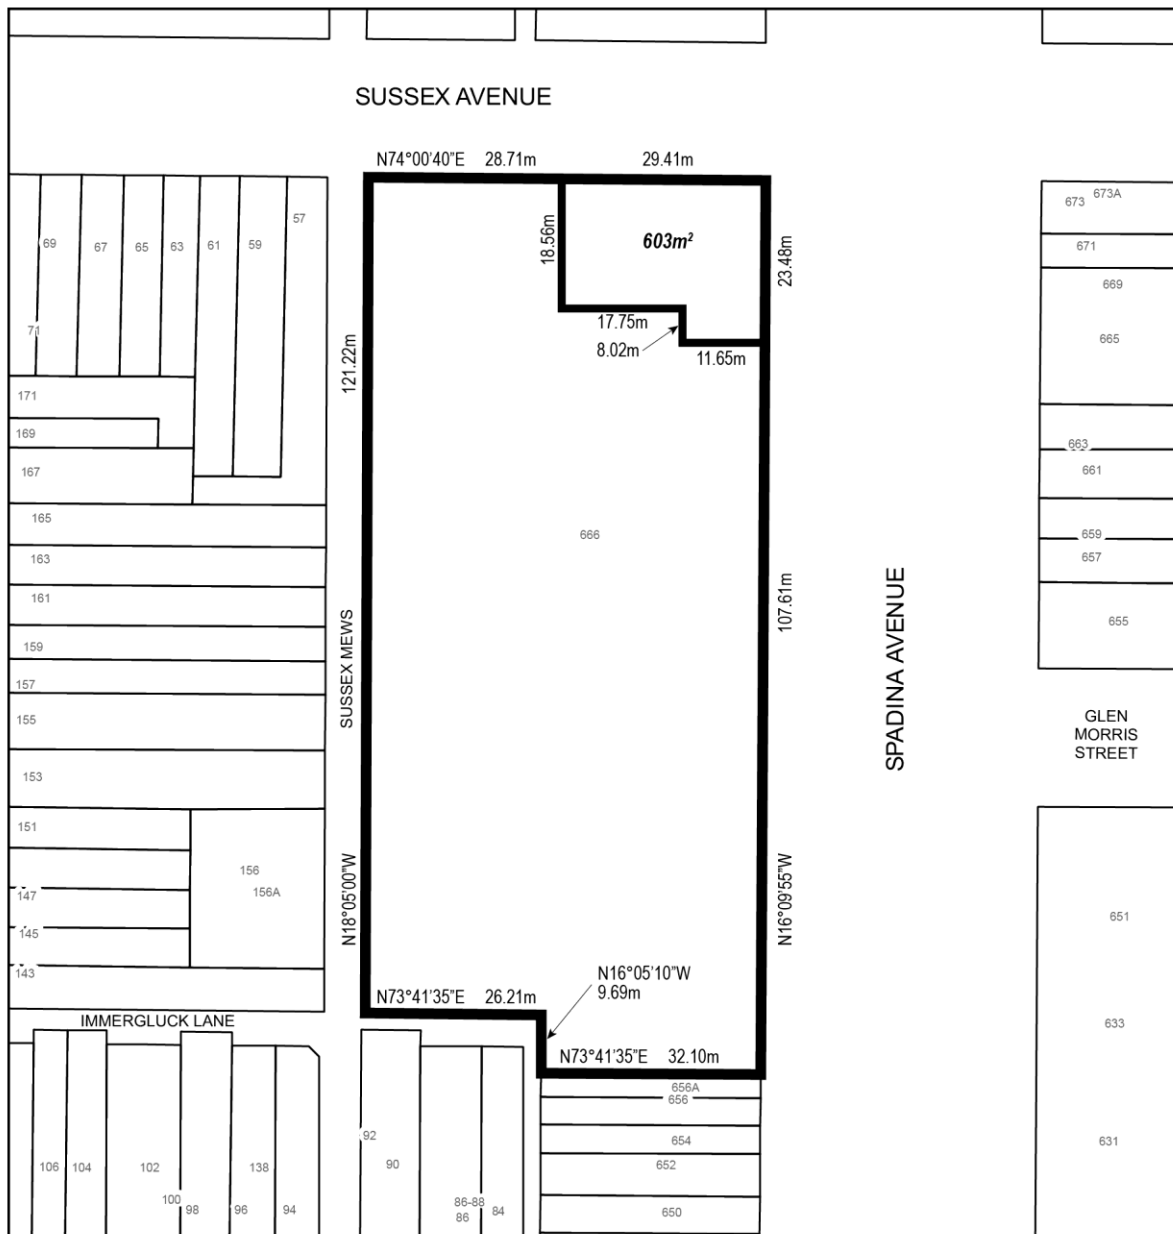 SUSSEX AVENUE
N74°00'40"E 28.71m
29.41m
18.56m
603m²
23.48m
17.75m
8.02m
11.65m
121.22m
57
59
61
63
65
67
69
71
171
169
167
165
163
161
159
157
155
153
151
147
145
143
156
156A
SUSSEX MEWS
N18°05'00"W
666
107.61m
N16°09'55"W
SPADINA AVENUE
673
673A
671
669
665
663
661
659
657
655
GLEN
MORRIS
STREET
651
633
631
N73°41'35"E 26.21m
N16°05'10"W
9.69m
N73°41'35"E 32.10m
IMMERGLUCK LANE
106
104
102
100
98
138
96
94
92
90
86-88
86
84
656A
656
654
652
650